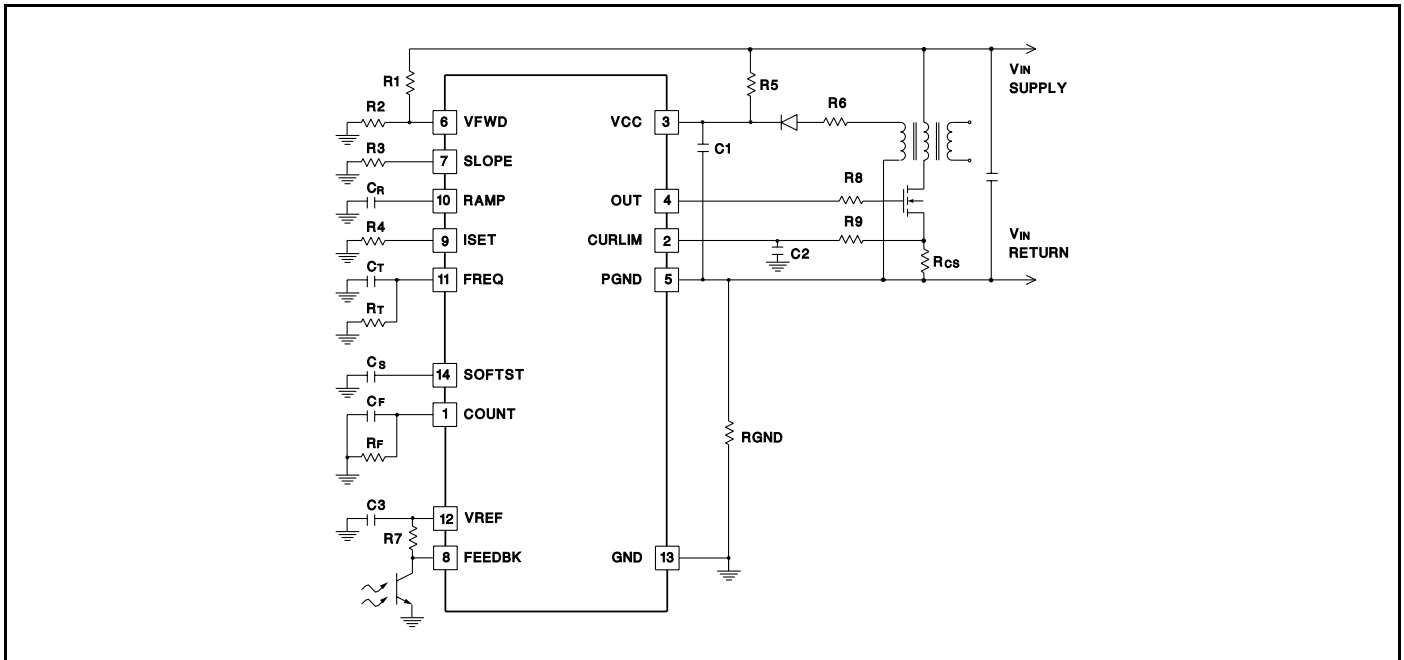 R1
R2
6 VFWD
R3
7 SLOPE
CR
10 RAMP
R4
9 ISET
CT
11 FREQ
RT
CS
14 SOFTST
CF
1 COUNT
RF
C3
12 VREF
R7
8 FEEDBK
VCC 3
OUT 4
CURLIM 2
PGND 5
GND 13
R5
R6
C1
R8
R9
C2
RCS
RGND
VIN
SUPPLY
VIN
RETURN